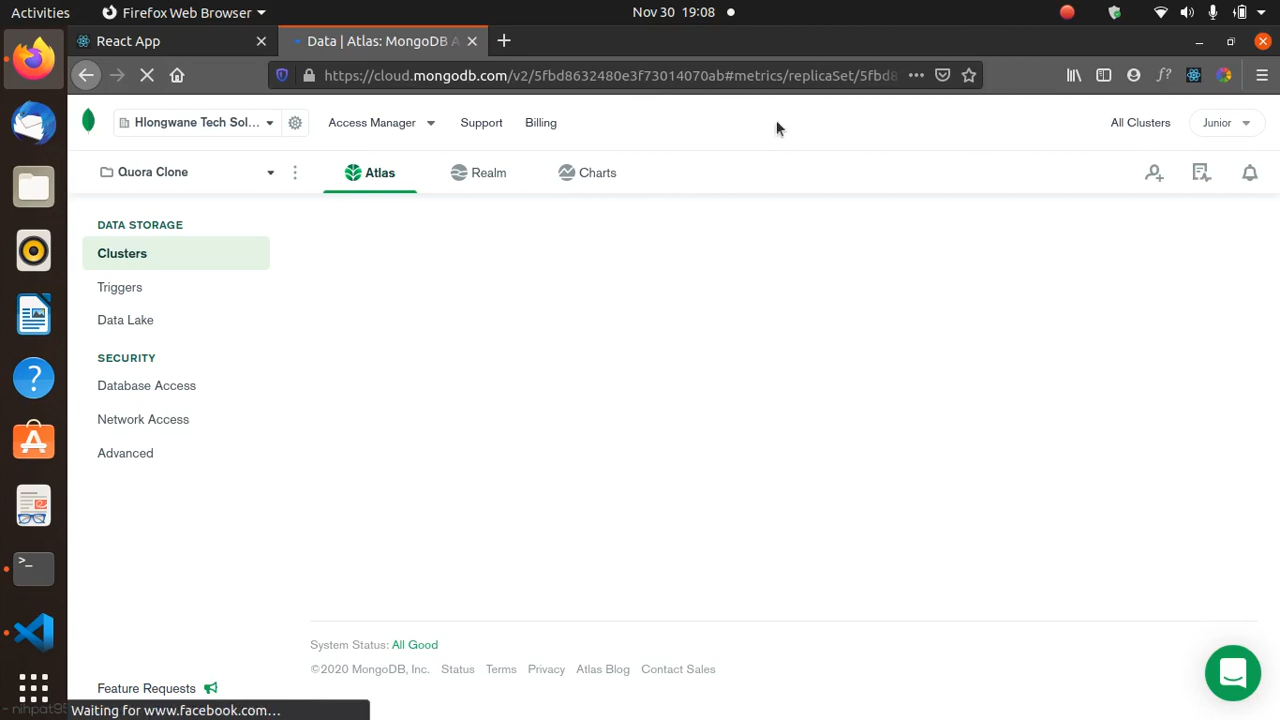 Activities
Firefox Web Browser
Nov 30 19:08
React App
Data | Atlas: MongoDB A
https://cloud.mongodb.com/v2/5fbd8632480e3f73014070ab#metrics/replicaSet/5fbd8
Hlongwane Tech Sol...
Access Manager
Support
Billing
All Clusters
Junior
Quora Clone
Atlas
Realm
Charts
DATA STORAGE
Clusters
Triggers
Data Lake
SECURITY
Database Access
Network Access
Advanced
System Status: All Good
©2020 MongoDB, Inc. Status Terms Privacy Atlas Blog Contact Sales
Feature Requests
Waiting for www.facebook.com...